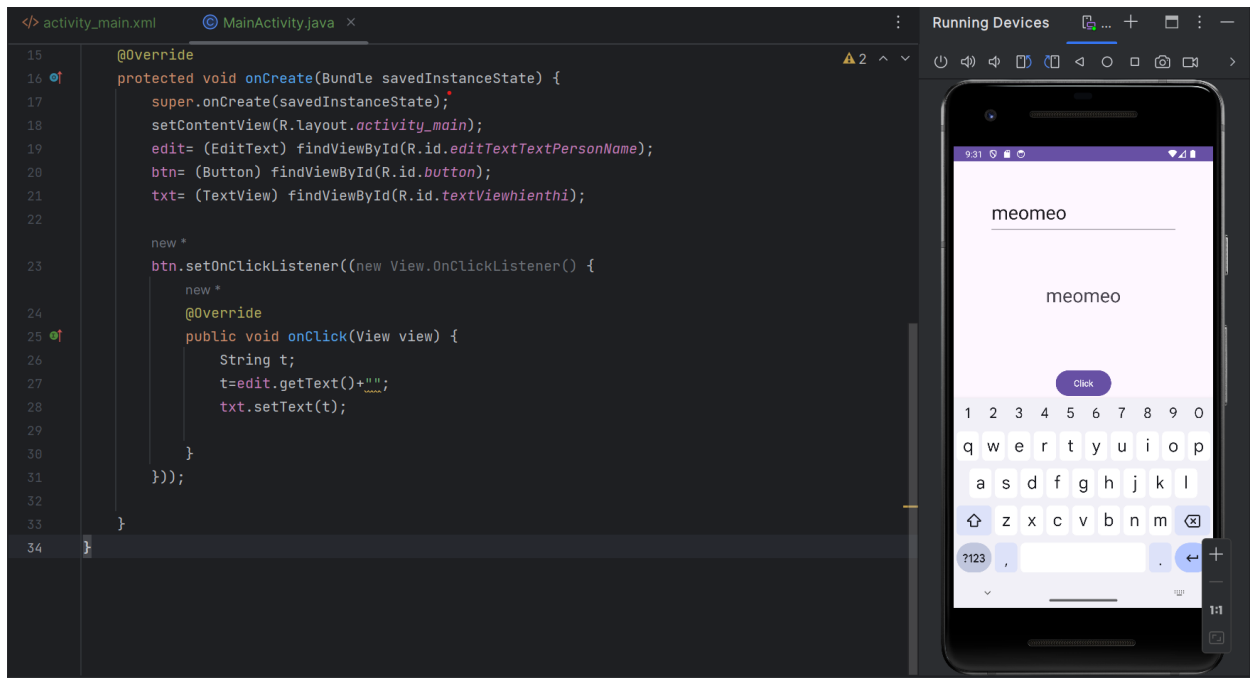 </> activity_main.xml
© MainActivity.java ×
15 @Override
2
16 protected void onCreate(Bundle savedInstanceState) {
17 super.onCreate(savedInstanceState);
18 setContentView(R.layout.activity_main);
19 edit= (EditText) findViewById(R.id.editTextTextPersonName);
20 btn= (Button) findViewById(R.id.button);
21 txt= (TextView) findViewById(R.id.textViewhienthi);
22
new *
23 btn.setOnClickListener((new View.OnClickListener() {
new *
24 @Override
25 public void onClick(View view) {
26 String t;
27 t=edit.getText()+"";
28 txt.setText(t);
29
30 }
31 }));
32
33 }
34 }
Running Devices ...
9:31
meomeo
meomeo
Click
1 2 3 4 5 6 7 8 9 0
q w e r t y u i o p
a s d f g h j k l
z x c v b n m
?123 , .
1:1